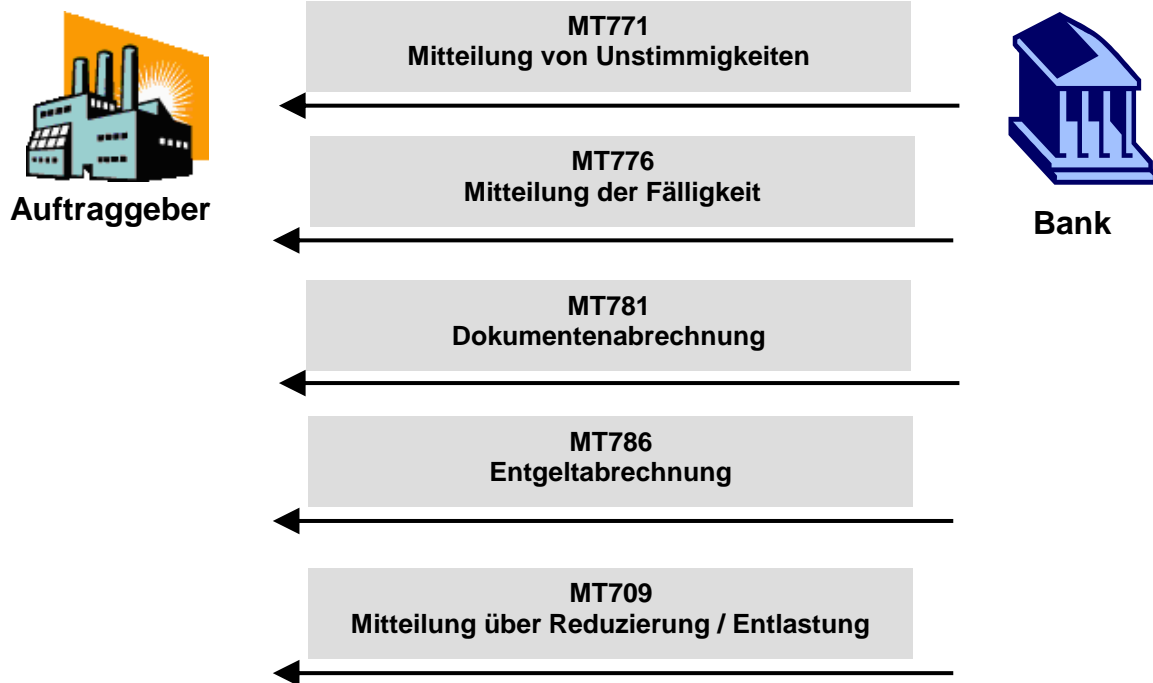 MT771
Mitteilung von Unstimmigkeiten
MT776
Mitteilung der Fälligkeit
Auftraggeber
Bank
MT781
Dokumentenabrechnung
MT786
Entgeltabrechnung
MT709
Mitteilung über Reduzierung / Entlastung